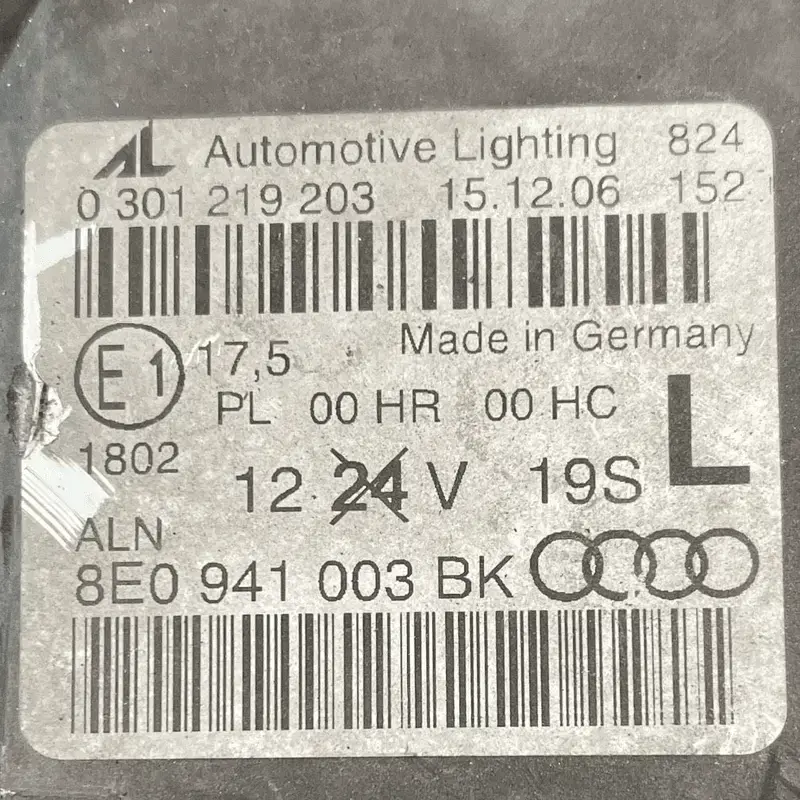 AL Automotive Lighting 824
0 301 219 203 15.12.06 152
Made in Germany
E1 17,5
PL 00 HR 00 HC
L
1802
12 24 V 19S
ALN
8E0 941 003 BK